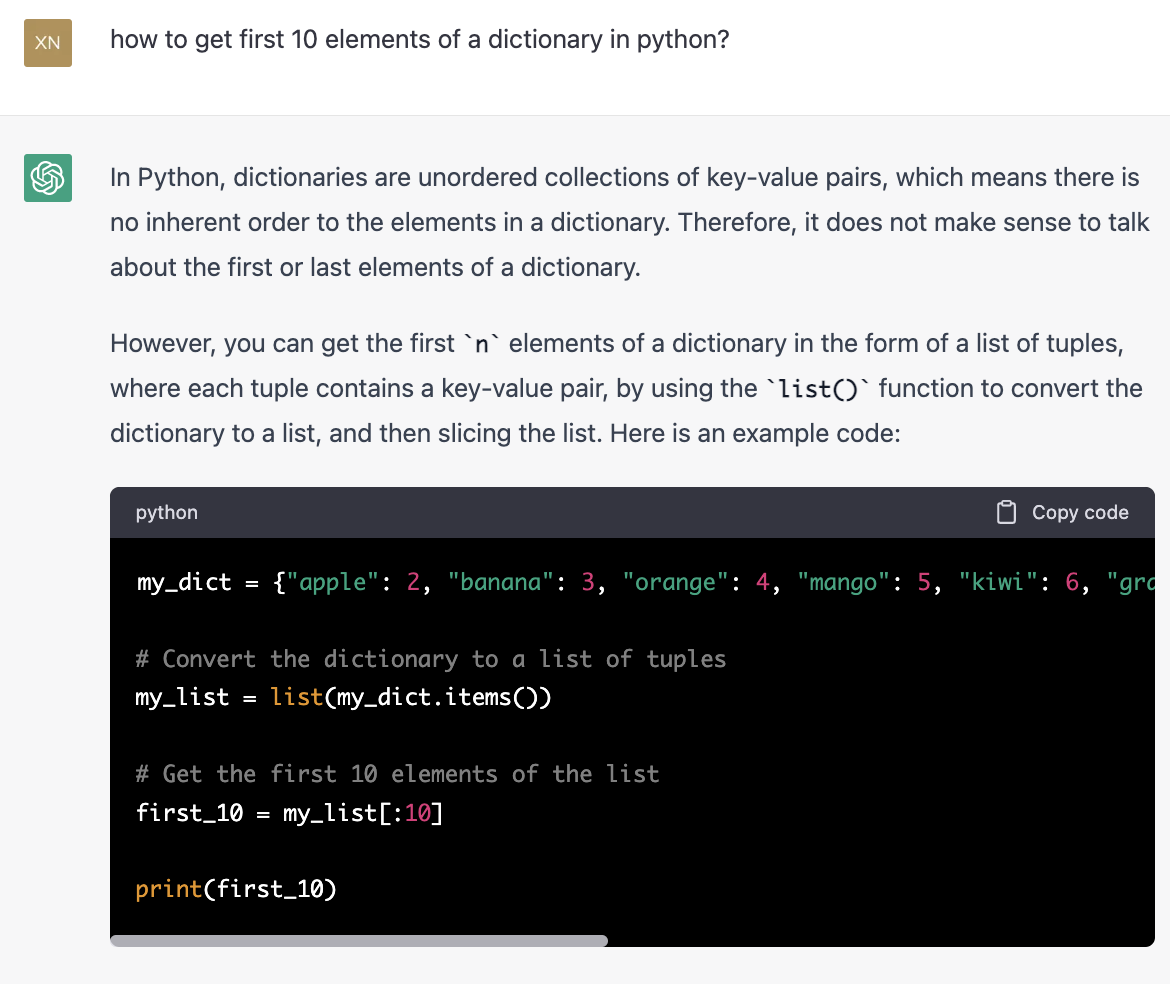 XN
how to get first 10 elements of a dictionary in python?
In Python, dictionaries are unordered collections of key-value pairs, which means there is
no inherent order to the elements in a dictionary. Therefore, it does not make sense to talk
about the first or last elements of a dictionary.
However, you can get the first `n` elements of a dictionary in the form of a list of tuples,
where each tuple contains a key-value pair, by using the `list()` function to convert the
dictionary to a list, and then slicing the list. Here is an example code:
python
Copy code
my_dict = {"apple": 2, "banana": 3, "orange": 4, "mango": 5, "kiwi": 6,
# Convert the dictionary to a list of tuples
my_list = list(my_dict.items())
# Get the first 10 elements of the list
first_10 = my_list[:10]
print(first_10)